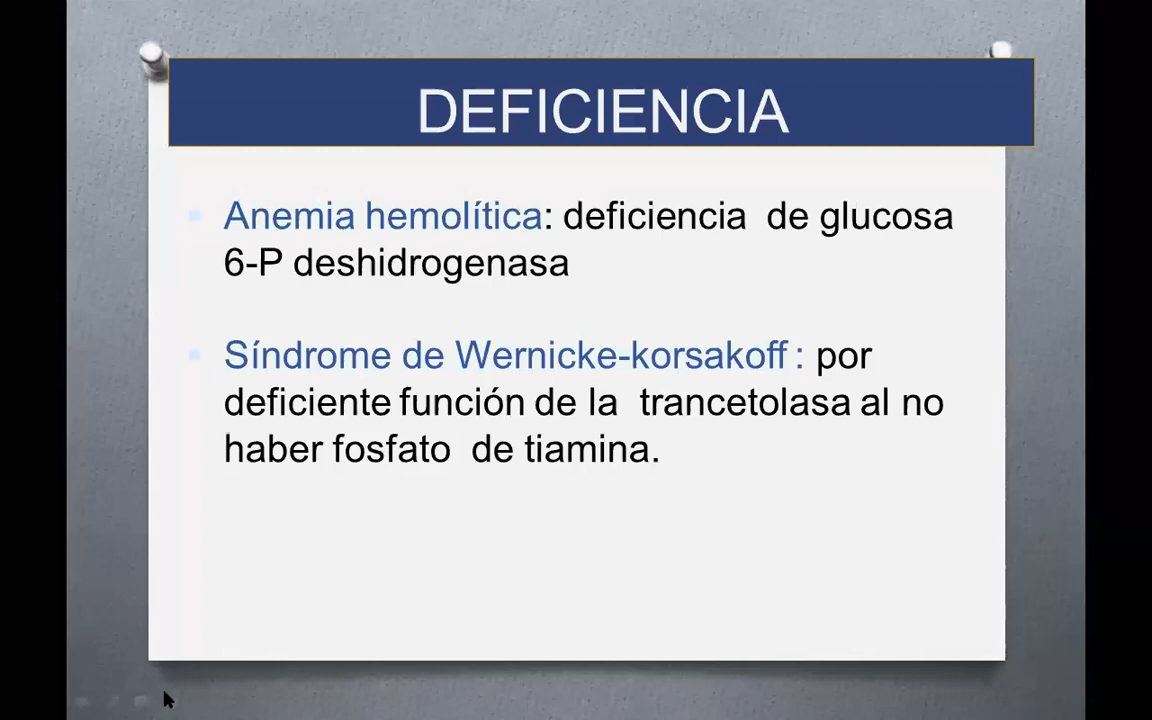 DEFICIENCIA
Anemia hemolítica: deficiencia de glucosa
6-P deshidrogenasa
Síndrome de Wernicke-korsakoff : por
deficiente función de la trancetolasa al no
haber fosfato de tiamina.